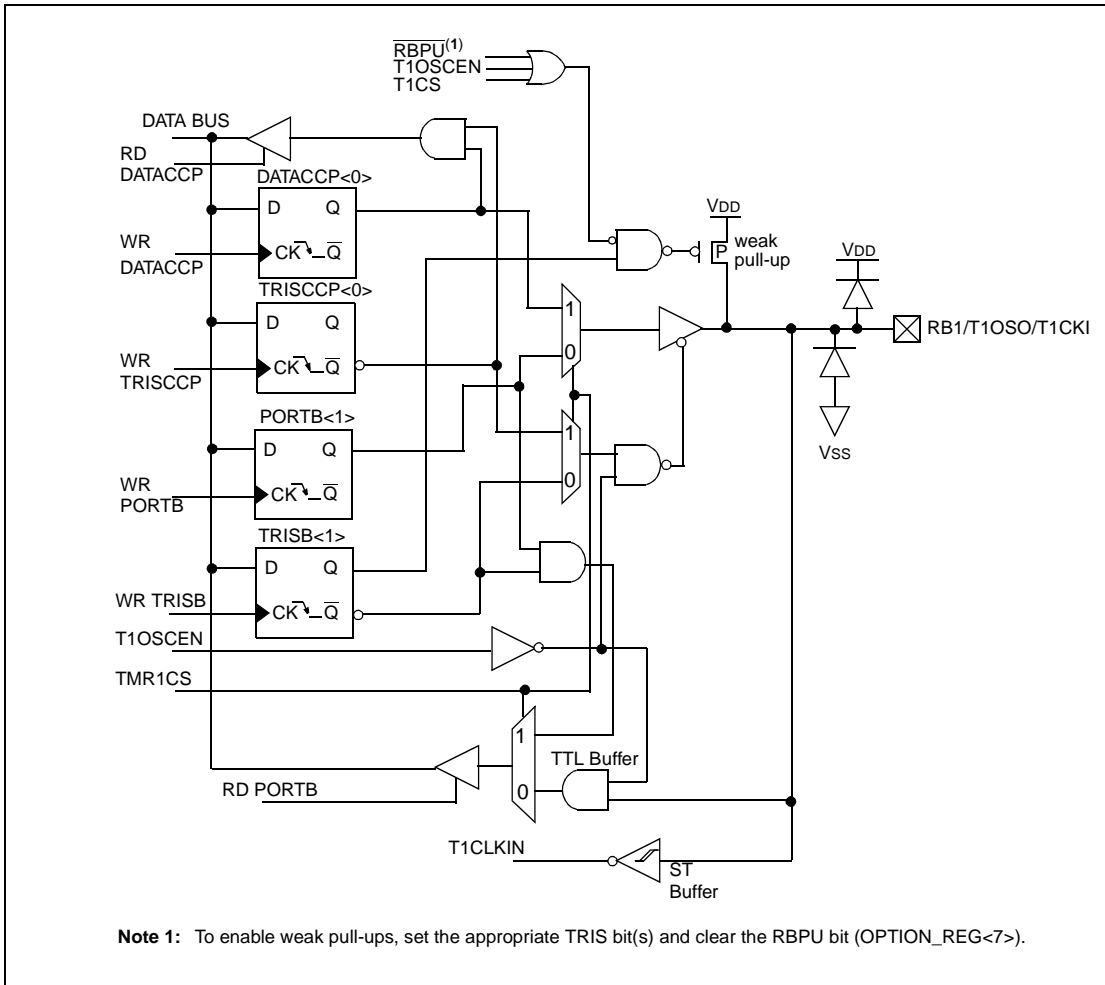 RBPU(1)
T1OSCEN
T1CS
DATA BUS
RD
DATACCP
DATACCP<0>
D Q
WR
DATACCP
CK Q
TRISCCP<0>
D Q
WR
TRISCCP
CK Q
PORTB<1>
D Q
WR
PORTB
CK Q
TRISB<1>
D Q
WR TRISB
CK Q
T1OSCEN
TMR1CS
VDD
P
weak
pull-up
VDD
1
0
RB1/T1OSO/T1CKI
VSS
1
0
1
0
TTL Buffer
RD PORTB
T1CLKIN
ST
Buffer
Note 1: To enable weak pull-ups, set the appropriate TRIS bit(s) and clear the RBPU bit (OPTION_REG<7>).